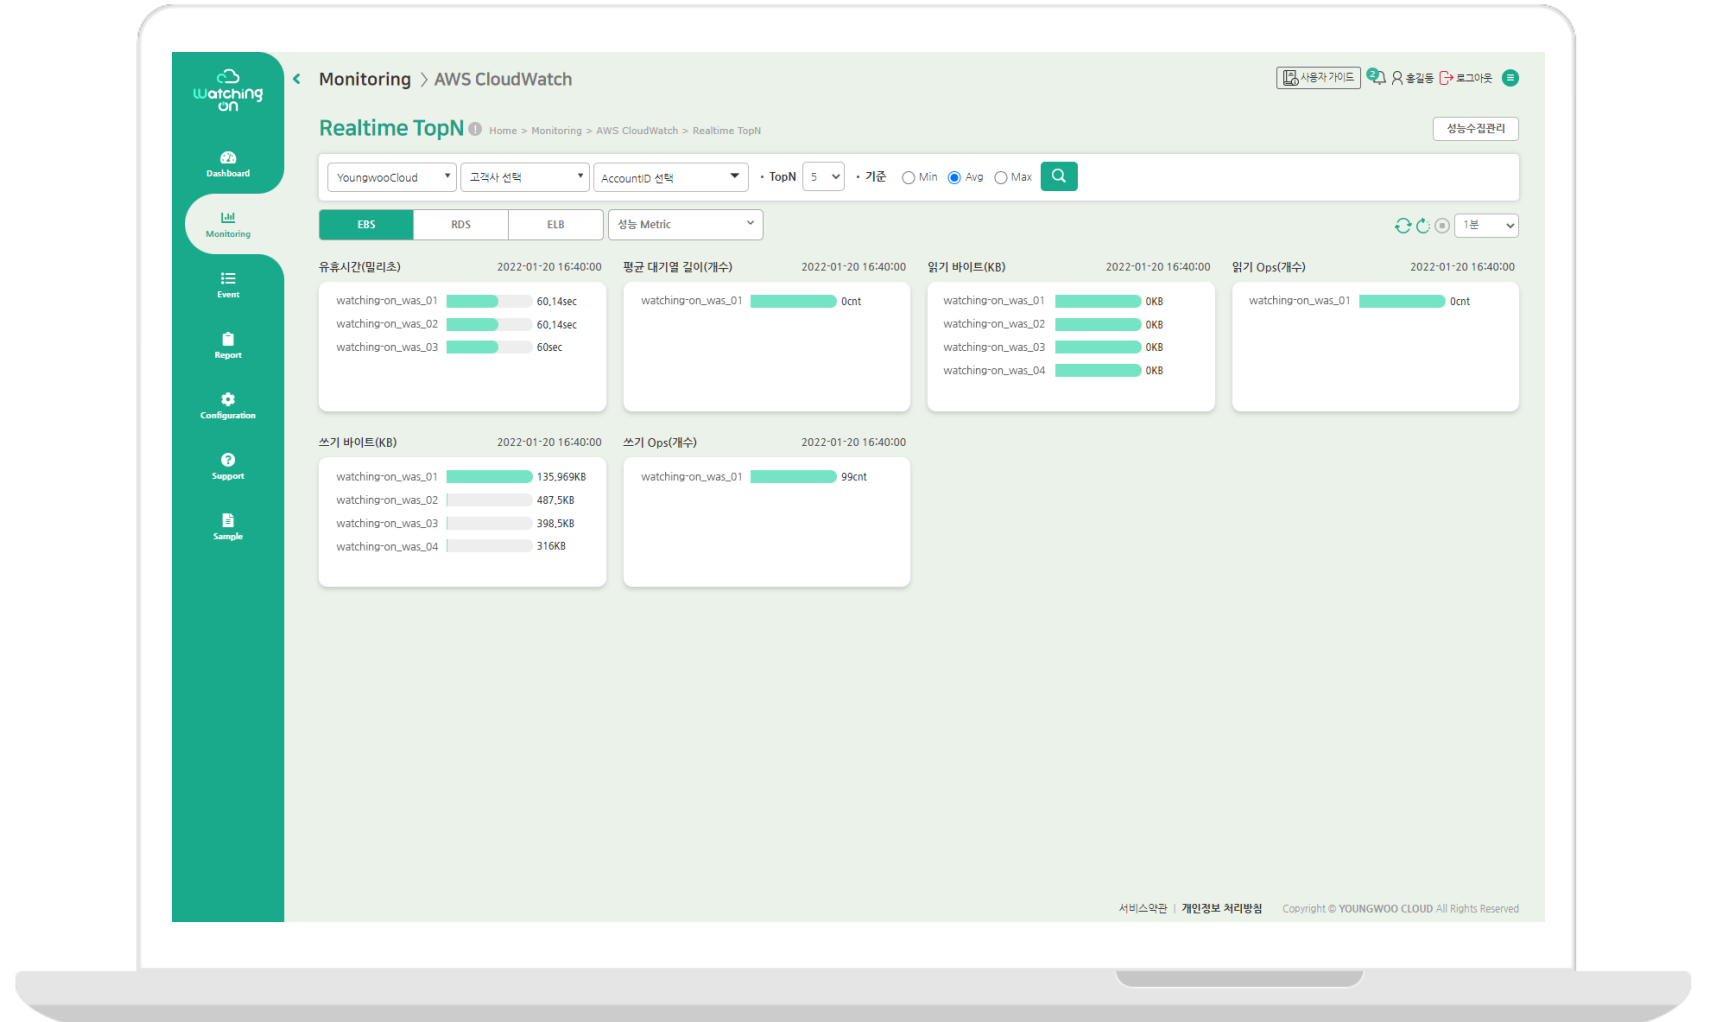 watching on
Monitoring > AWS CloudWatch
사용자 가이드 2 홍길동 로그아웃
Realtime TopN Home > Monitoring > AWS CloudWatch > Realtime TopN
성능수집관리
YoungwooCloud 고객사 선택 AccountID 선택 · TopN 5 · 기준 Min Avg Max
EBS RDS ELB 성능 Metric 1분
Dashboard
Monitoring
Event
Report
Configuration
Support
Sample
유휴시간(밀리초) 2022-01-20 16:40:00
watching-on_was_01 60,14sec
watching-on_was_02 60,14sec
watching-on_was_03 60sec
평균 대기열 길이(개수) 2022-01-20 16:40:00
watching-on_was_01 0cnt
읽기 바이트(KB) 2022-01-20 16:40:00
watching-on_was_01 0KB
watching-on_was_02 0KB
watching-on_was_03 0KB
watching-on_was_04 0KB
읽기 Ops(개수) 2022-01-20 16:40:00
watching-on_was_01 0cnt
쓰기 바이트(KB) 2022-01-20 16:40:00
watching-on_was_01 135,969KB
watching-on_was_02 487,5KB
watching-on_was_03 398,5KB
watching-on_was_04 316KB
쓰기 Ops(개수) 2022-01-20 16:40:00
watching-on_was_01 99cnt
서비스약관 | 개인정보 처리방침 Copyright © YOUNGWOO CLOUD All Rights Reserved